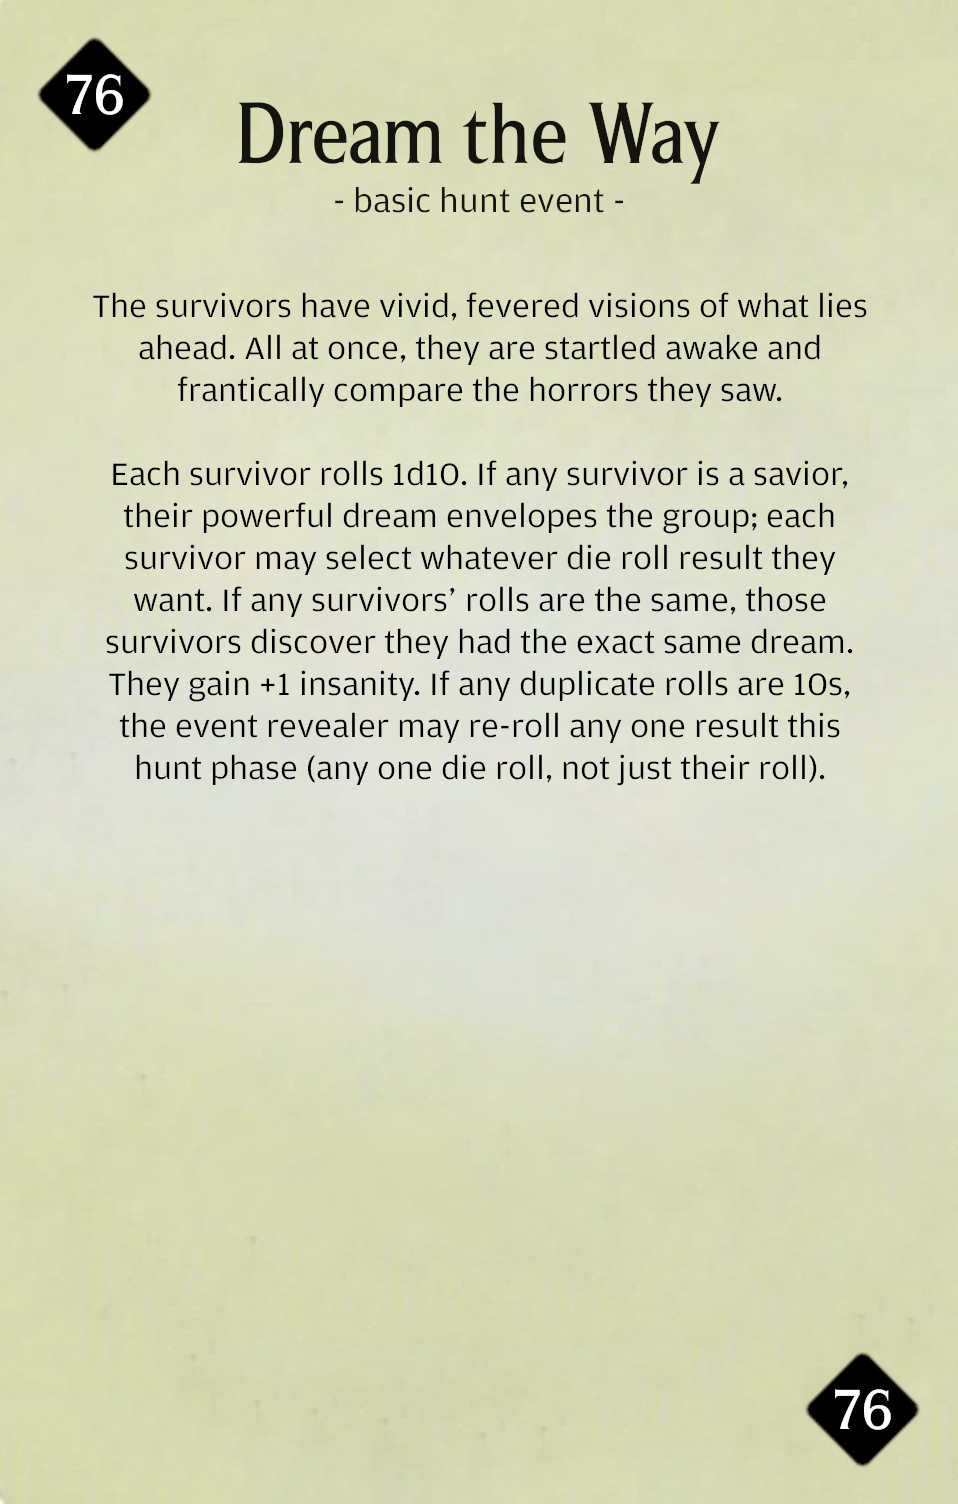 76
Dream the Way
- basic hunt event -
The survivors have vivid, fevered visions of what lies
ahead. All at once, they are startled awake and
frantically compare the horrors they saw.
Each survivor rolls 1d10. If any survivor is a savior,
their powerful dream envelopes the group; each
survivor may select whatever die roll result they
want. If any survivors’ rolls are the same, those
survivors discover they had the exact same dream.
They gain +1 insanity. If any duplicate rolls are 10s,
the event revealer may re-roll any one result this
hunt phase (any one die roll, not just their roll).
76